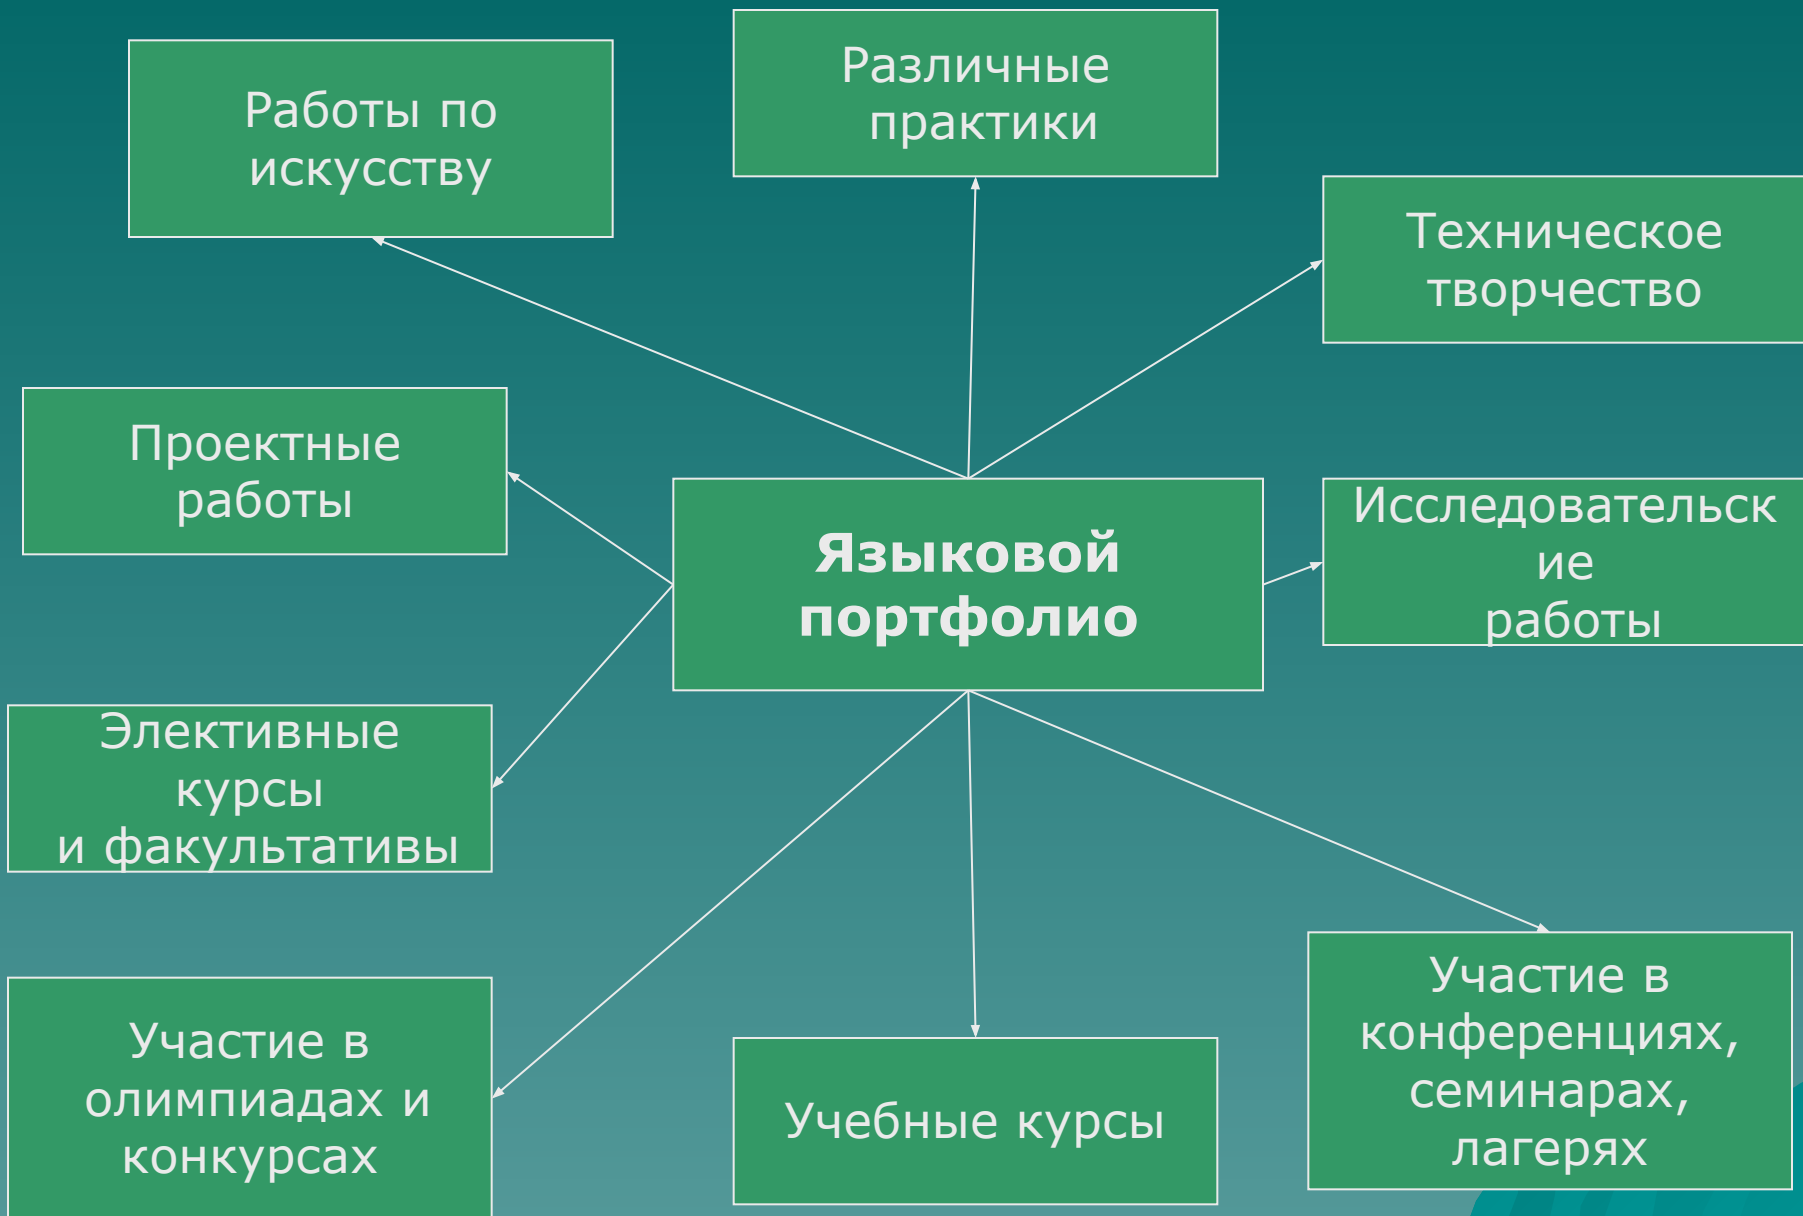 Работы по
искусству
Различные
практики
Техническое
творчество
Проектные
работы
Языковой
портфолио
Исследовательск
ие
работы
Элективные
курсы
и факультативы
Участие в
олимпиадах и
конкурсах
Учебные курсы
Участие в
конференциях,
семинарах,
лагерях